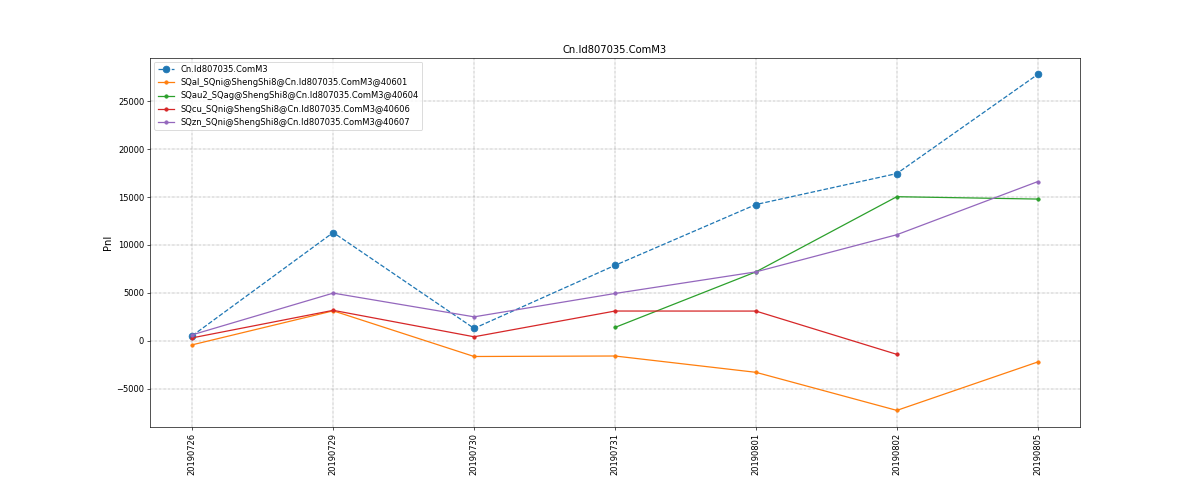 Cn.Id807035.ComM3
Cn.Id807035.ComM3
SQal_SQni@ShengShi8@Cn.Id807035.ComM3@40601
SQau2_SQag@ShengShi8@Cn.Id807035.ComM3@40604
SQcu_SQni@ShengShi8@Cn.Id807035.ComM3@40606
SQzn_SQni@ShengShi8@Cn.Id807035.ComM3@40607
25000
20000
15000
10000
5000
0
−5000
Pnl
20190726
20190729
20190730
20190731
20190801
20190802
20190805